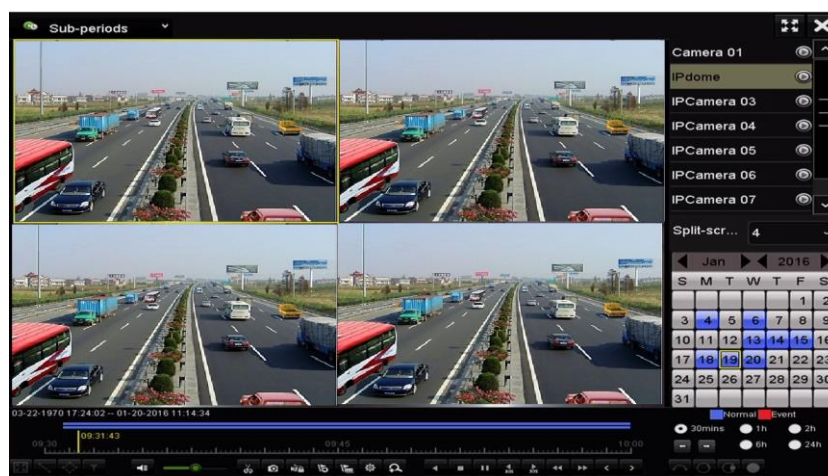 Sub-periods
Camera 01
IPdome
IPCamera 03
IPCamera 04
IPCamera 05
IPCamera 06
IPCamera 07
Split-scr... 4
Jan 2016
S M T W T F S
1 2
3 4 5 6 7 8 9
10 11 12 13 14 15 16
17 18 19 20 21 22 23
24 25 26 27 28 29 30
31
03-22-1970 17:24:02 -- 01-20-2016 11:14:34
Normal Event
09:31:43
09:30 09:45 10:00
30mins 1h 2h
6h 24h